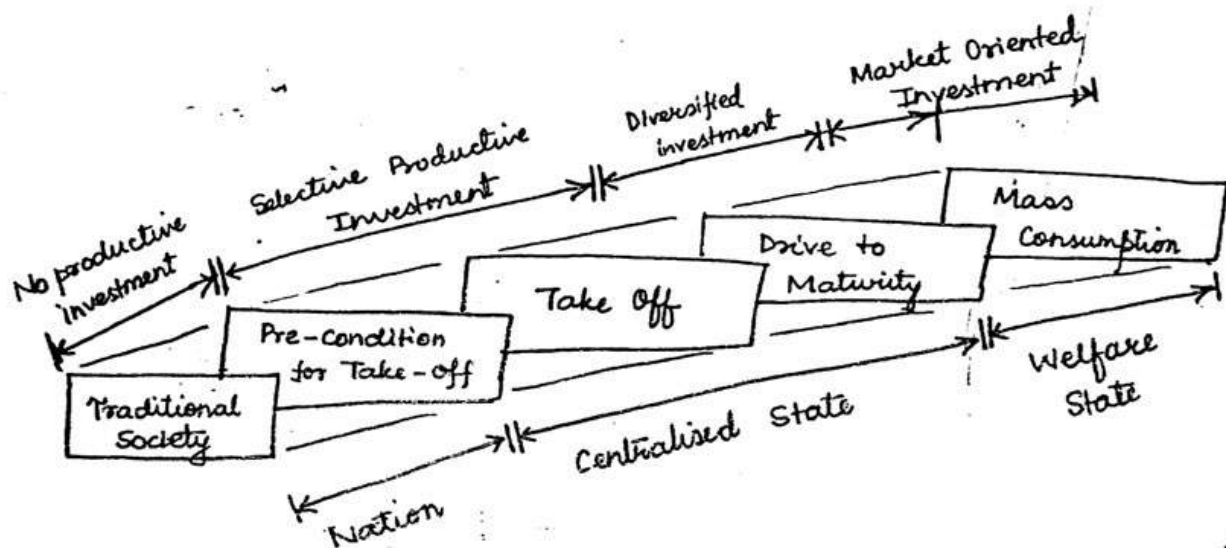 Market Oriented
Investment
Diversified
investment
Selective Productive
Investment
No productive
investment
Mass
Consumption
Drive to
Maturity
Take Off
Pre-Condition
for Take-off
Traditional
Society
Welfare
State
Centralised State
Nation